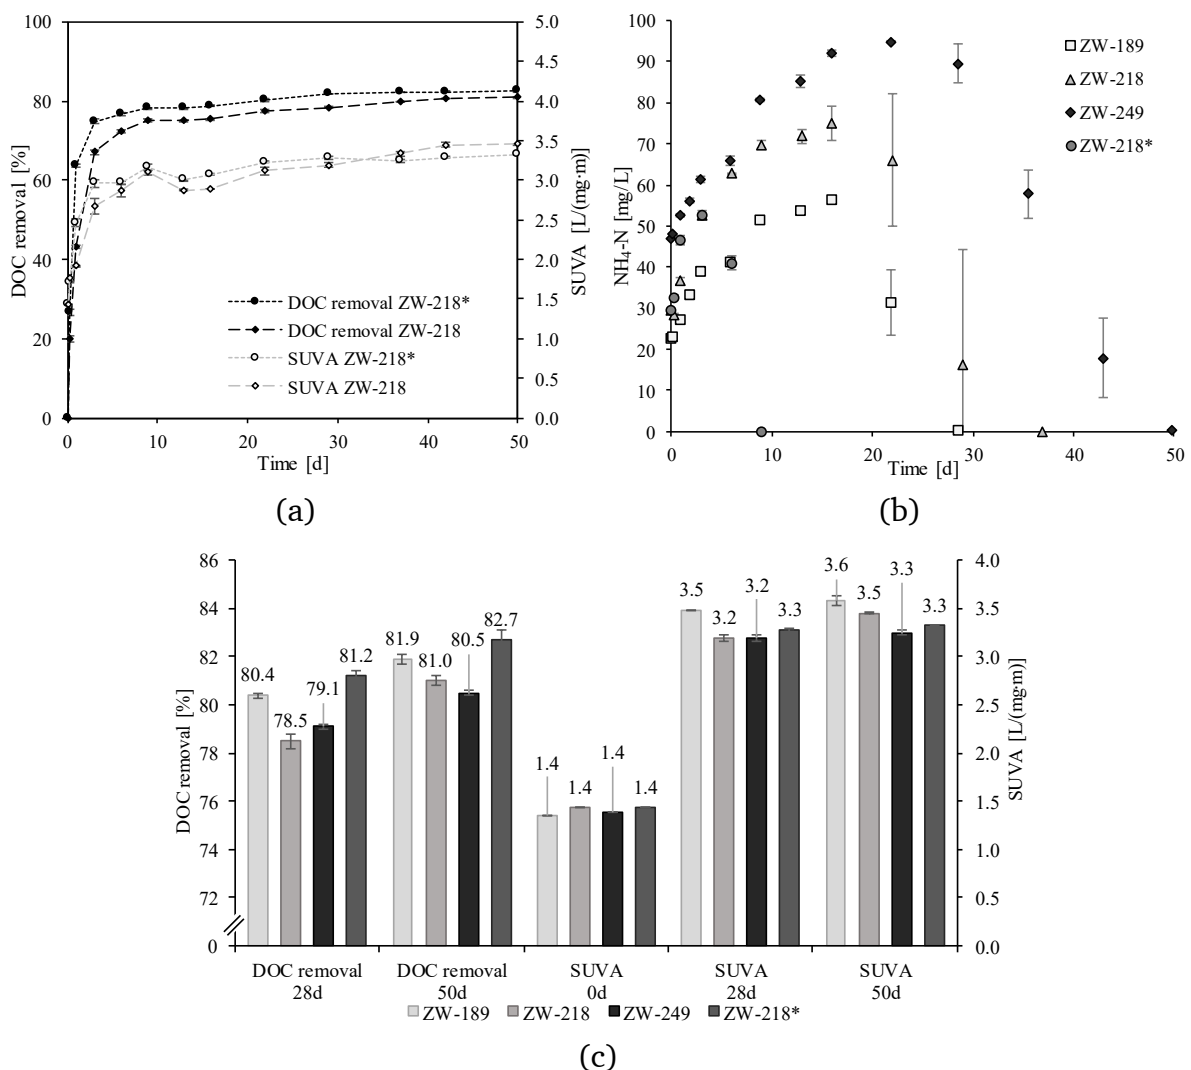 100
80
60
40
20
0
DOC removal [%]
5.0
4.5
4.0
3.5
3.0
2.5
2.0
1.5
1.0
0.5
0.0
SUVA [L/(mg·m)]
DOC removal ZW-218*
DOC removal ZW-218
SUVA ZW-218*
SUVA ZW-218
0 10 20 30 40 50
Time [d]
(a)
100
90
80
70
60
50
40
30
20
10
0
NH4-N [mg/L]
ZW-189
ZW-218
ZW-249
ZW-218*
0 10 20 30 40 50
Time [d]
(b)
86
84
82
80
78
76
74
72
0
DOC removal [%]
4.0
3.5
3.0
2.5
2.0
1.5
1.0
0.5
0.0
SUVA [L/(mg·m)]
80.4 78.5 79.1 81.2
81.9 81.0 80.5 82.7
1.4 1.4 1.4 1.4
3.5 3.2 3.2 3.3
3.6 3.5 3.3 3.3
DOC removal DOC removal SUVA SUVA SUVA
28d 50d 0d 28d 50d
ZW-189 ZW-218 ZW-249 ZW-218*
(c)